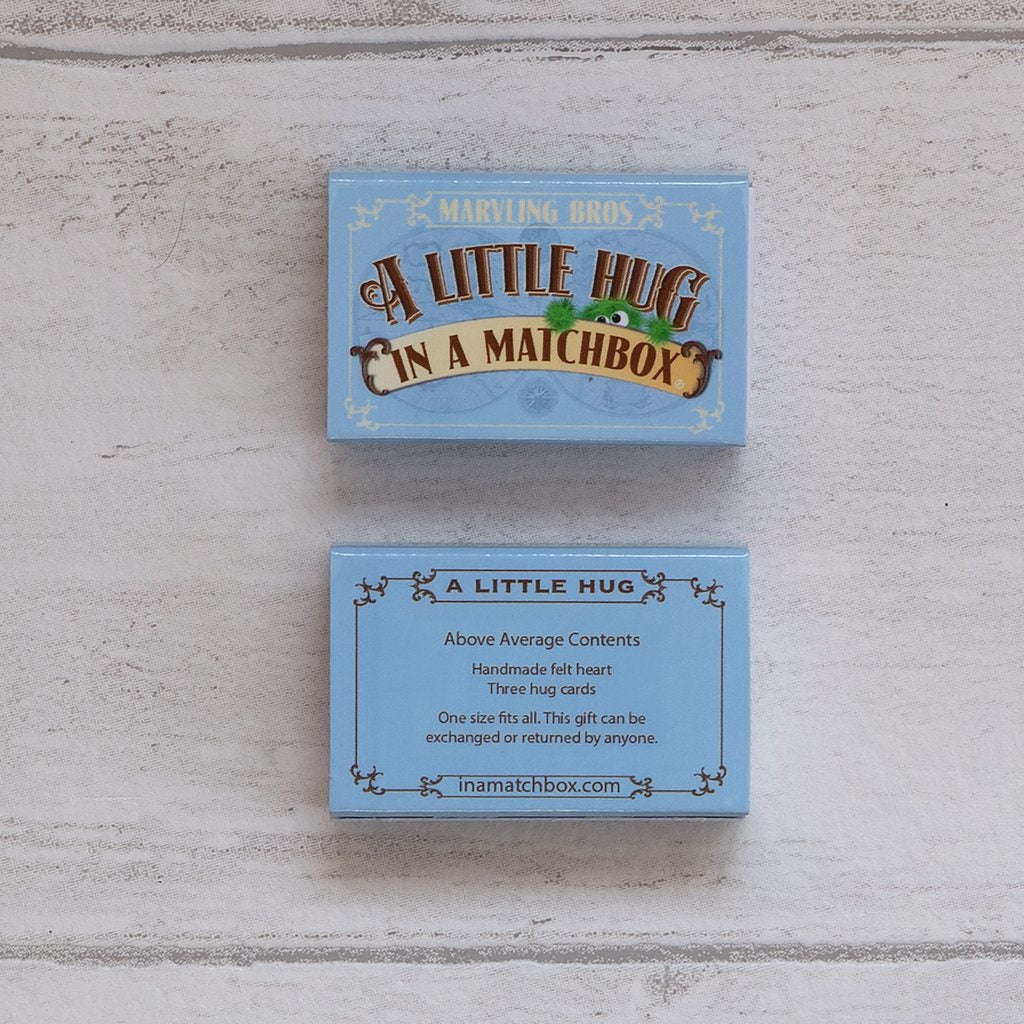 MARVLING BROS
A LITTLE HUG
IN A MATCHBOX®
A LITTLE HUG
Above Average Contents
Handmade felt heart
Three hug cards
One size fits all. This gift can be
exchanged or returned by anyone.
inamatchbox.com